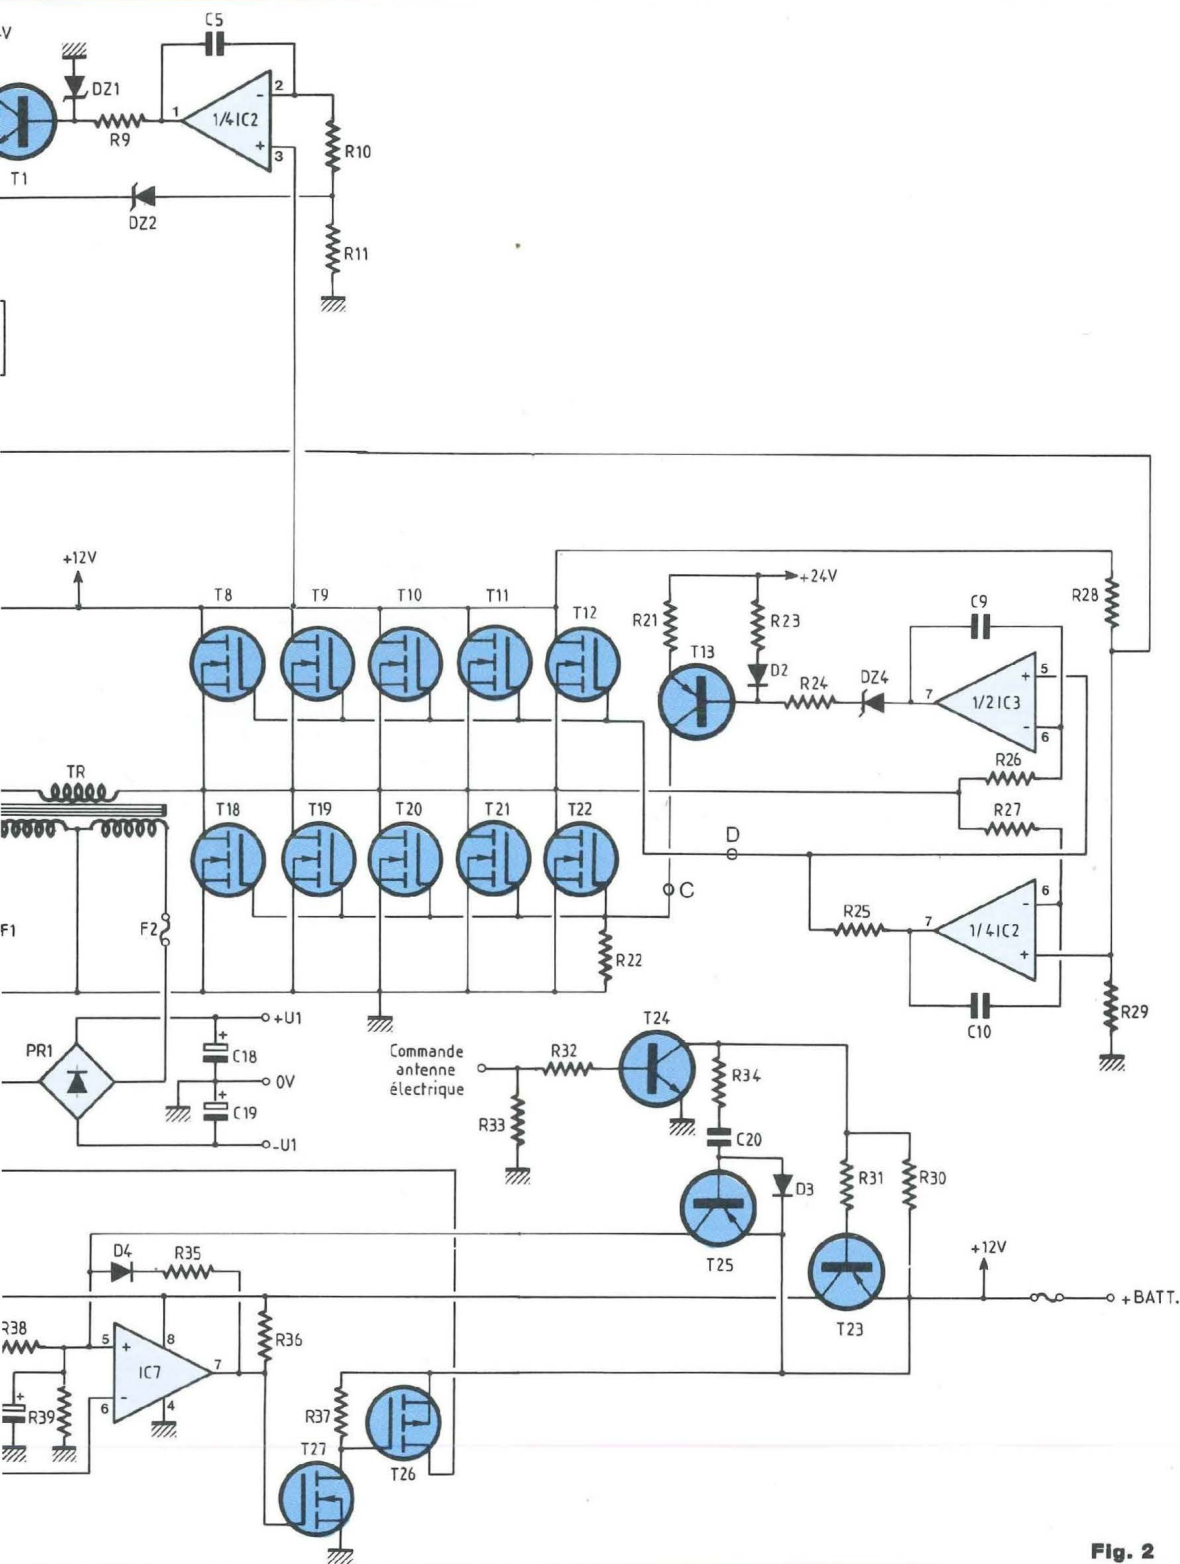 V
C5
DZ1
2
-
1
1/4IC2
R9
+
3
R10
T1
DZ2
R11
+12V
T8
T9
T10
T11
T12
+24V
C9
R28
R21
R23
T13
D2
R24
DZ4
7
1/2IC3
+
5
-
6
TR
R26
R27
T18
T19
T20
T21
T22
D
C
F1
F2
R25
7
1/4IC2
-
6
+
R22
C10
R29
+U1
PR1
+
C18
0V
+
C19
-U1
Commande
antenne
électrique
R32
T24
R34
R33
C20
R31
R30
D3
T25
D4
R35
+12V
+BATT.
T23
R38
5
+
8
R36
IC7
7
+
R39
6
-
4
R37
T27
T26
Fig. 2